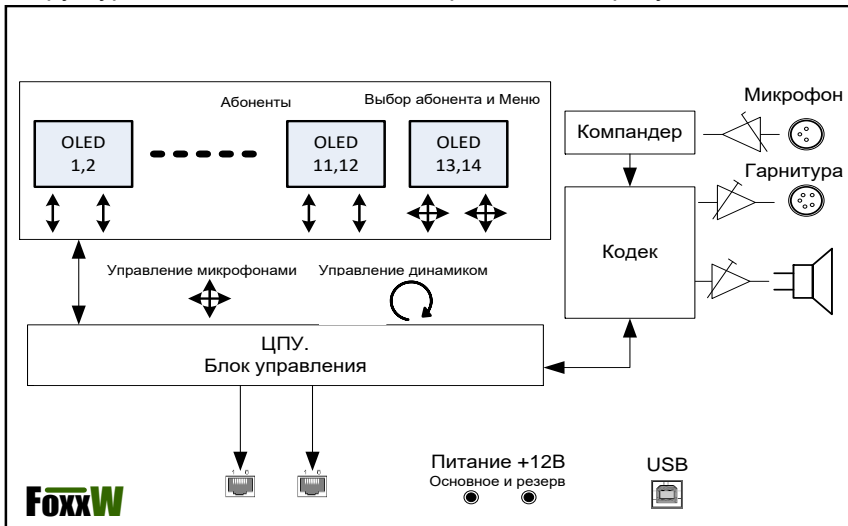 Абоненты
Выбор абонента и Меню
OLED
1,2
OLED
11,12
OLED
13,14
Микрофон
Компандер
Гарнитура
Кодек
Управление микрофонами
Управление динамиком
ЦПУ.
Блок управления
Питание +12В
Основное и резерв
USB
FoxxW